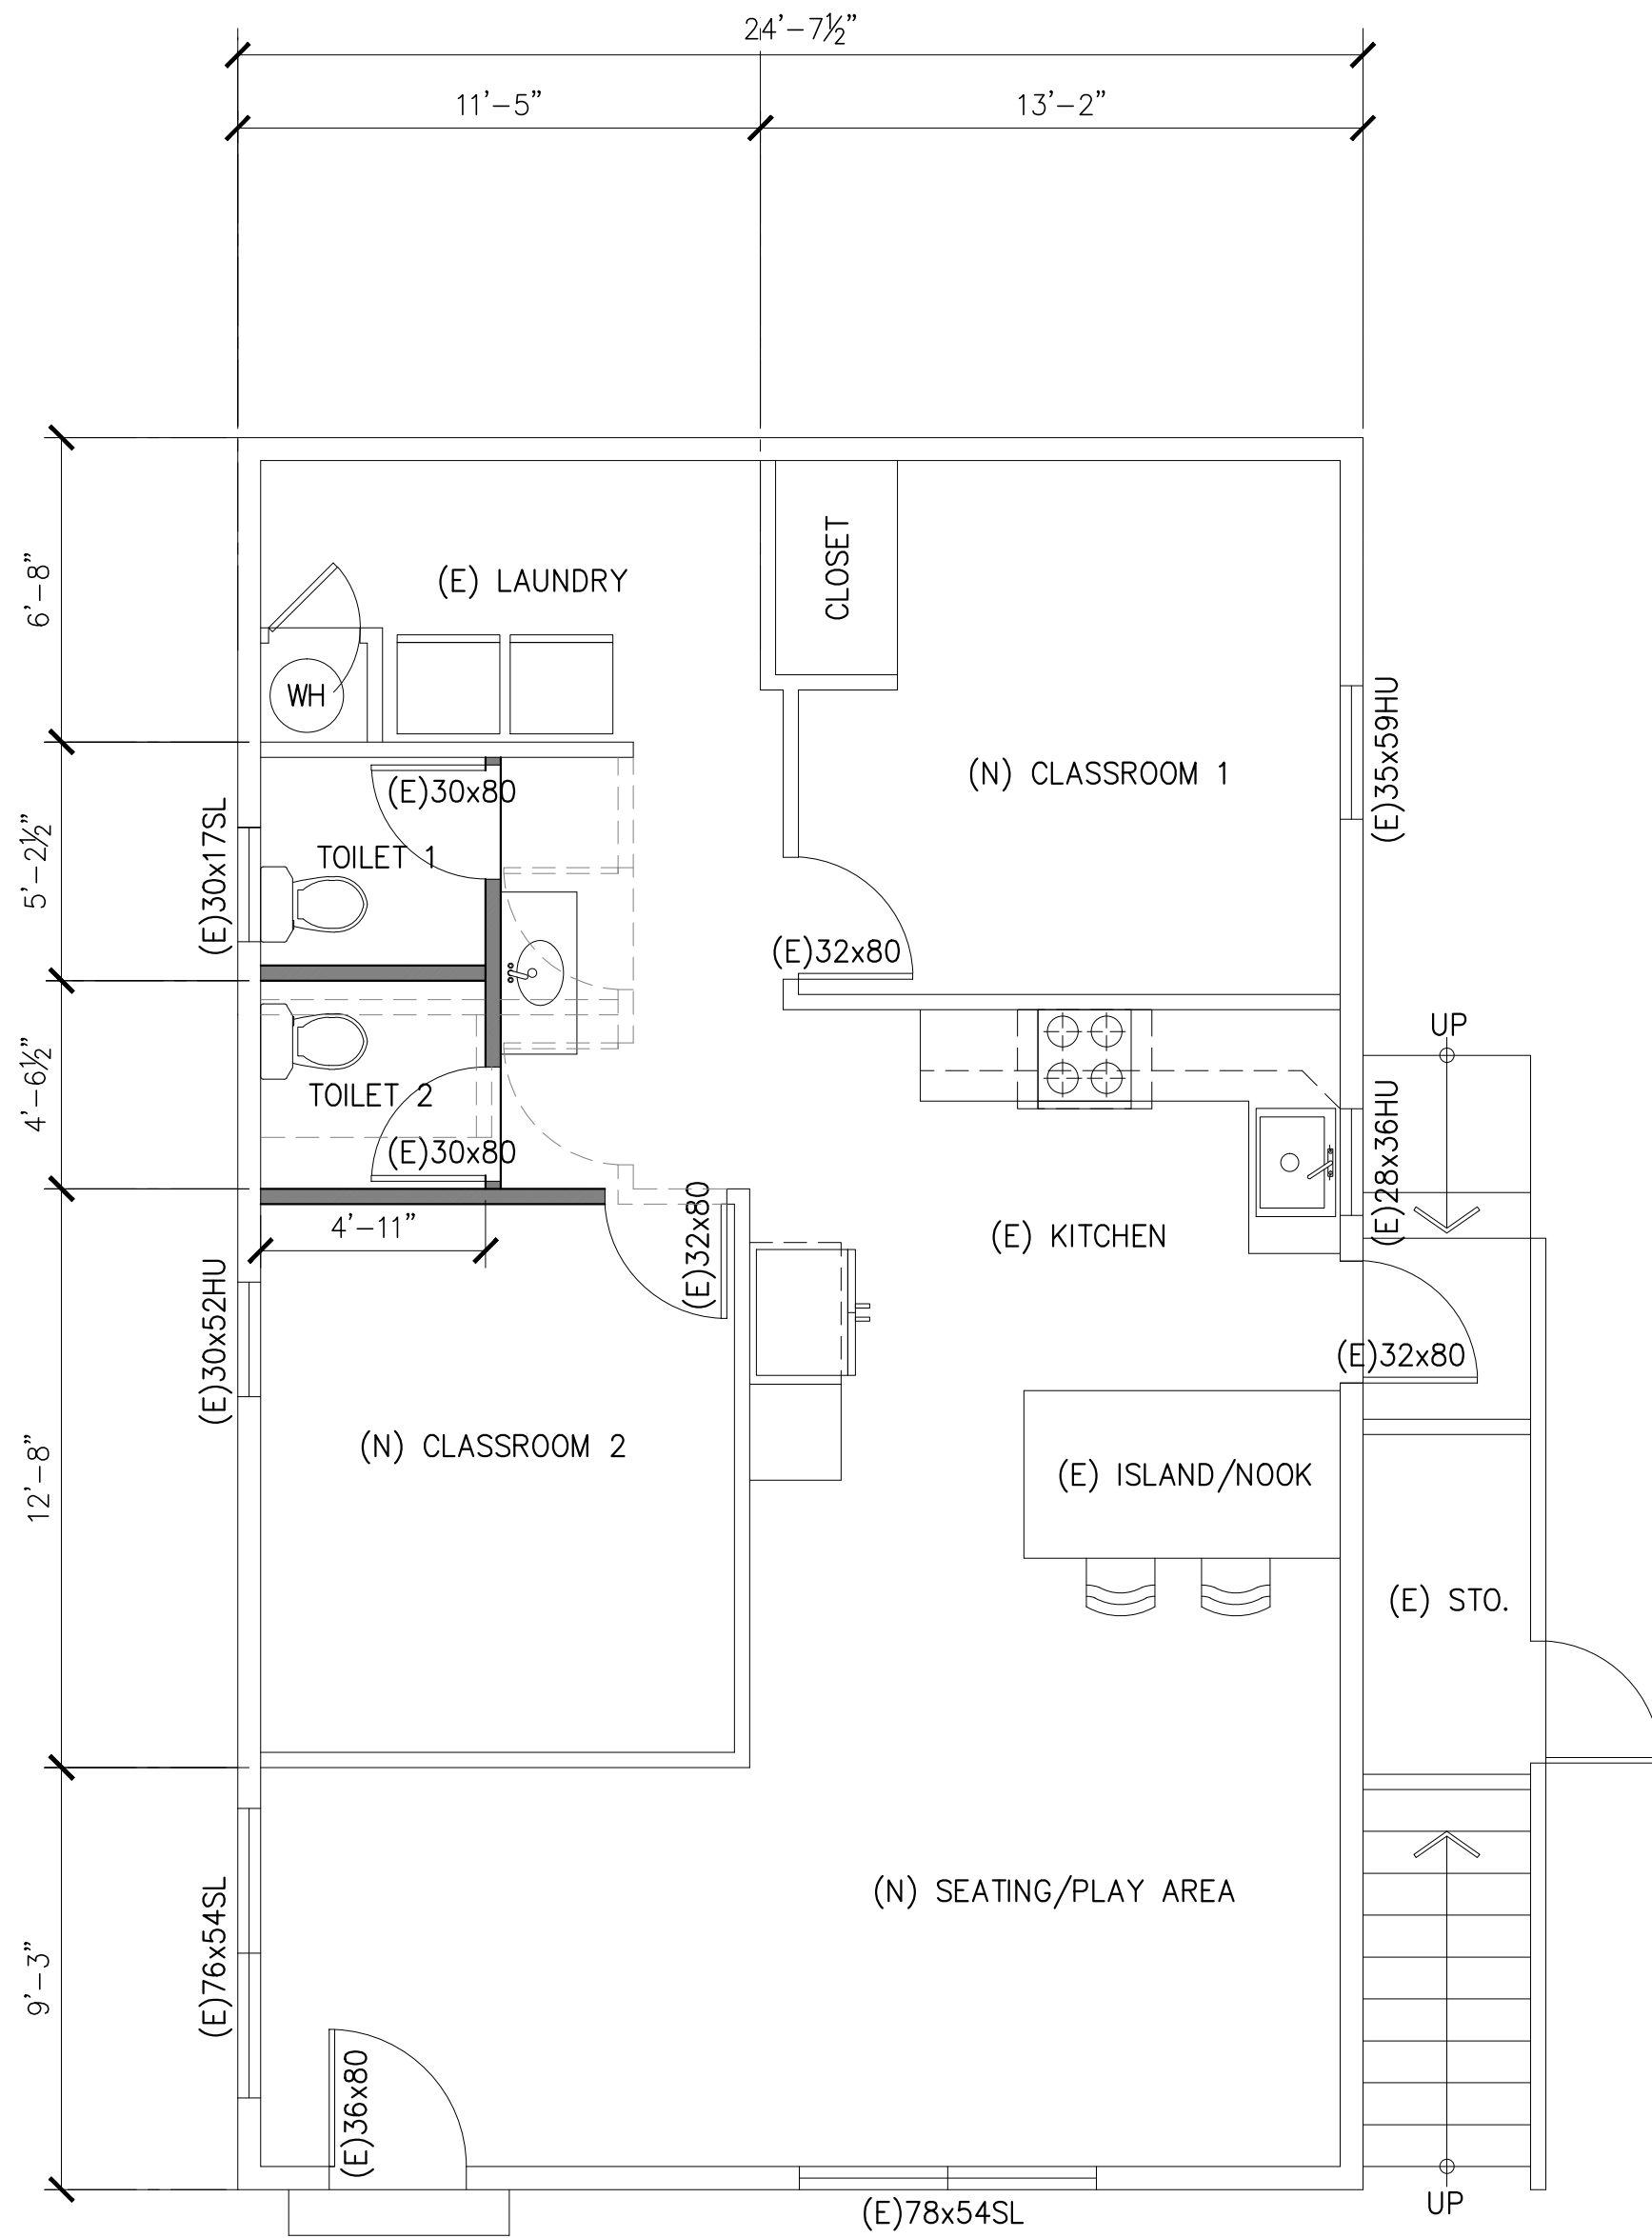 24'-7½"
11'-5"
13'-2"
6'-8"
(E) LAUNDRY
CLOSET
WH
(E)35x59HU
(N) CLASSROOM 1
(E)30x80
5'-2½"
(E)30x17SL
TOILET 1
(E)32x80
UP
4'-6½"
TOILET 2
(E)30x80
(E)28x36HU
4'-11"
(E)32x80
(E) KITCHEN
(E)30x52HU
(E)32x80
12'-8"
(N) CLASSROOM 2
(E) ISLAND/NOOK
(E) STO.
(N) SEATING/PLAY AREA
9'-3"
(E)76x54SL
(E)36x80
(E)78x54SL
UP